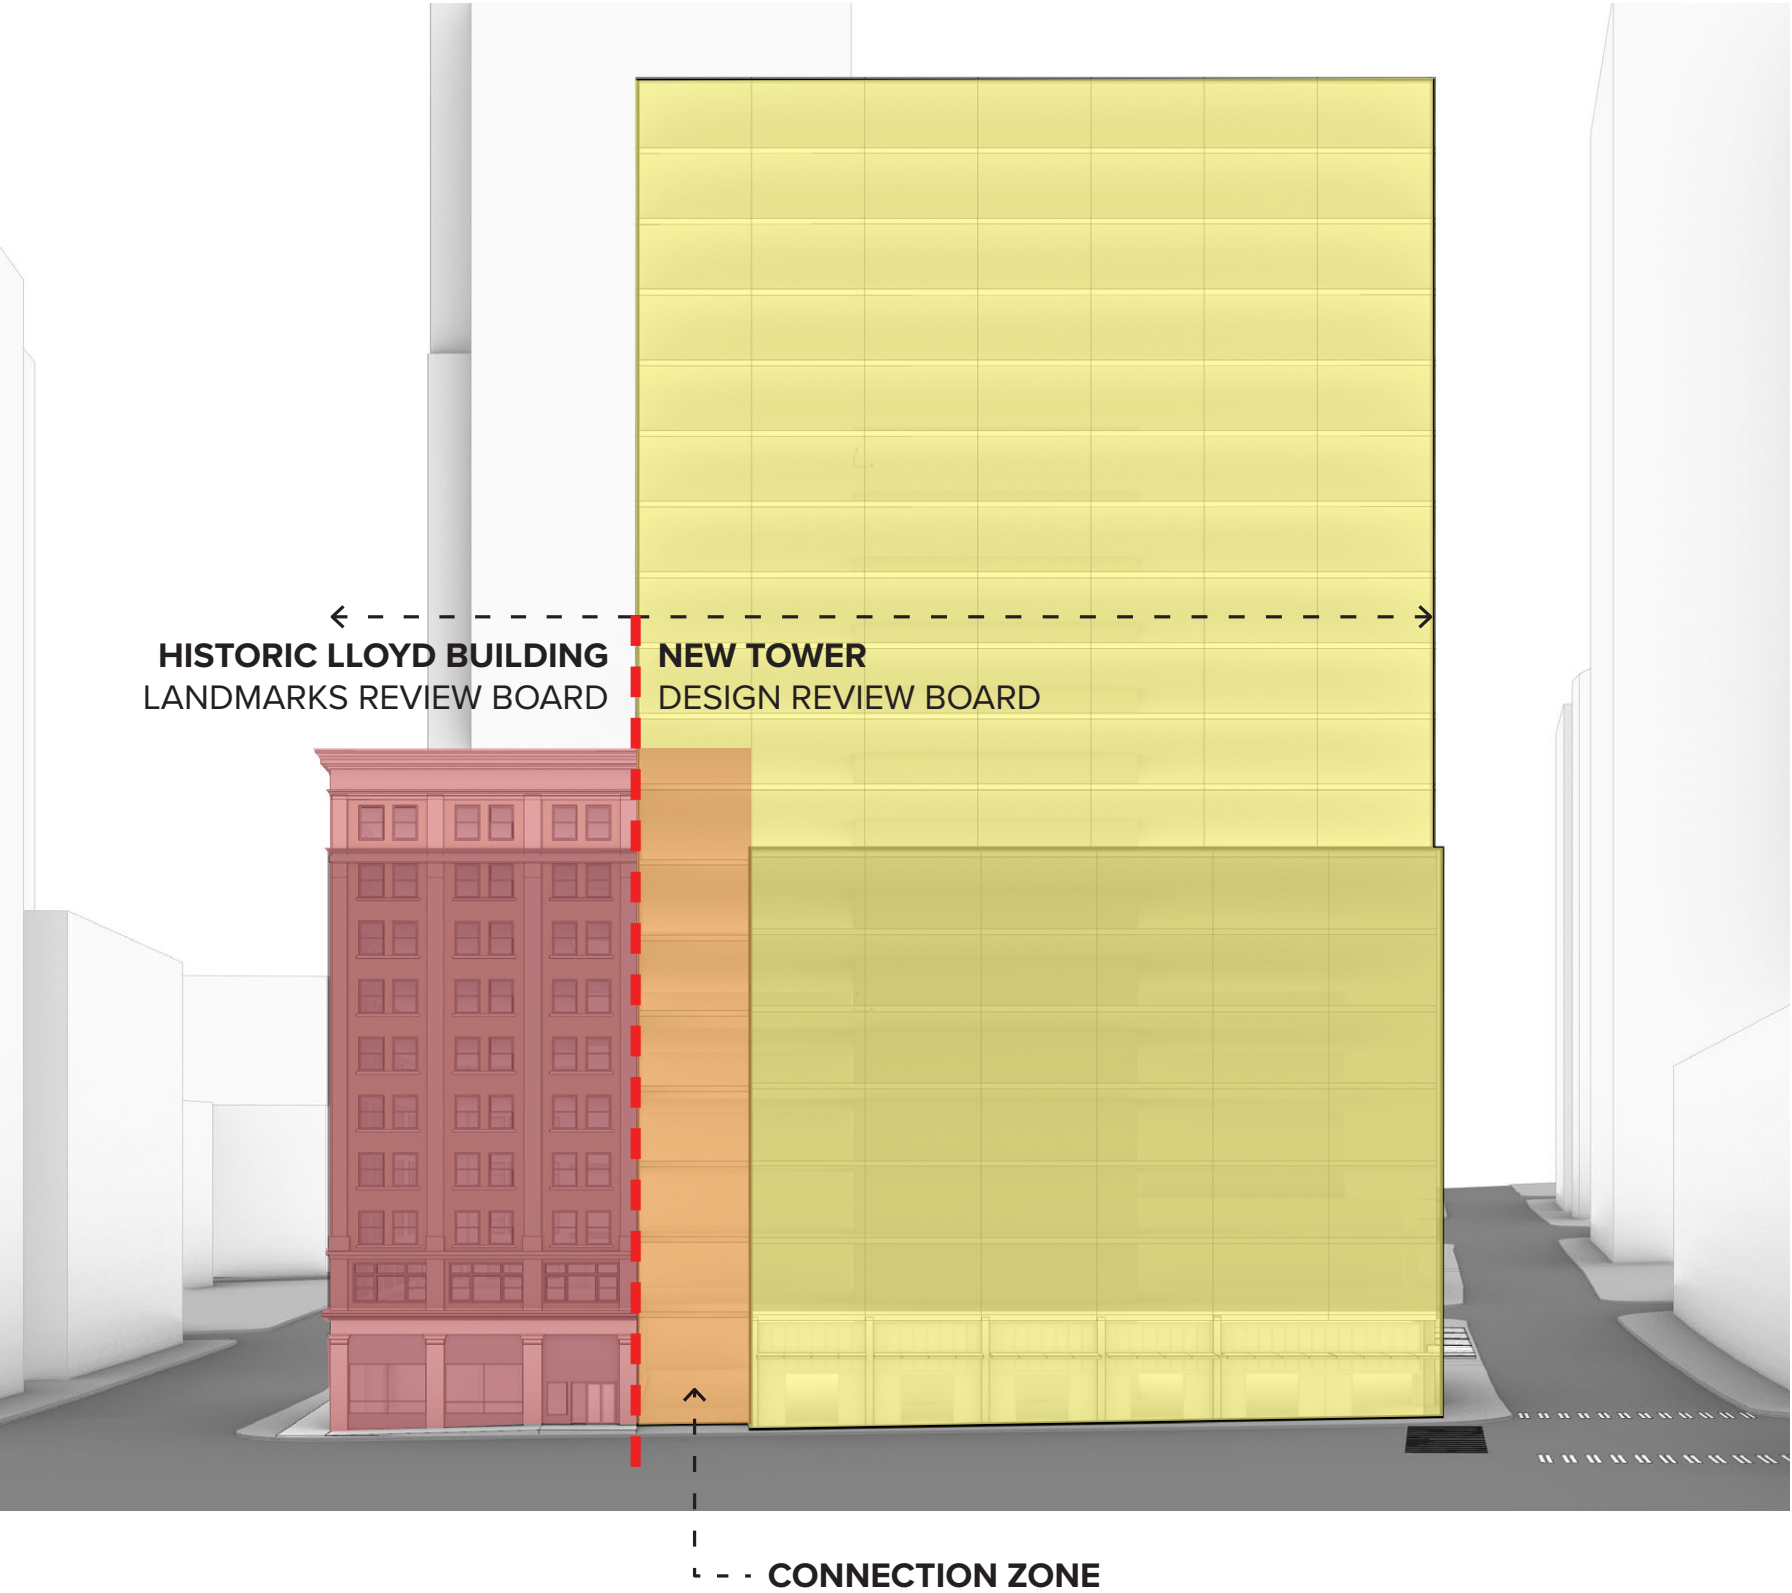 HISTORIC LLOYD BUILDING
LANDMARKS REVIEW BOARD
NEW TOWER
DESIGN REVIEW BOARD
CONNECTION ZONE